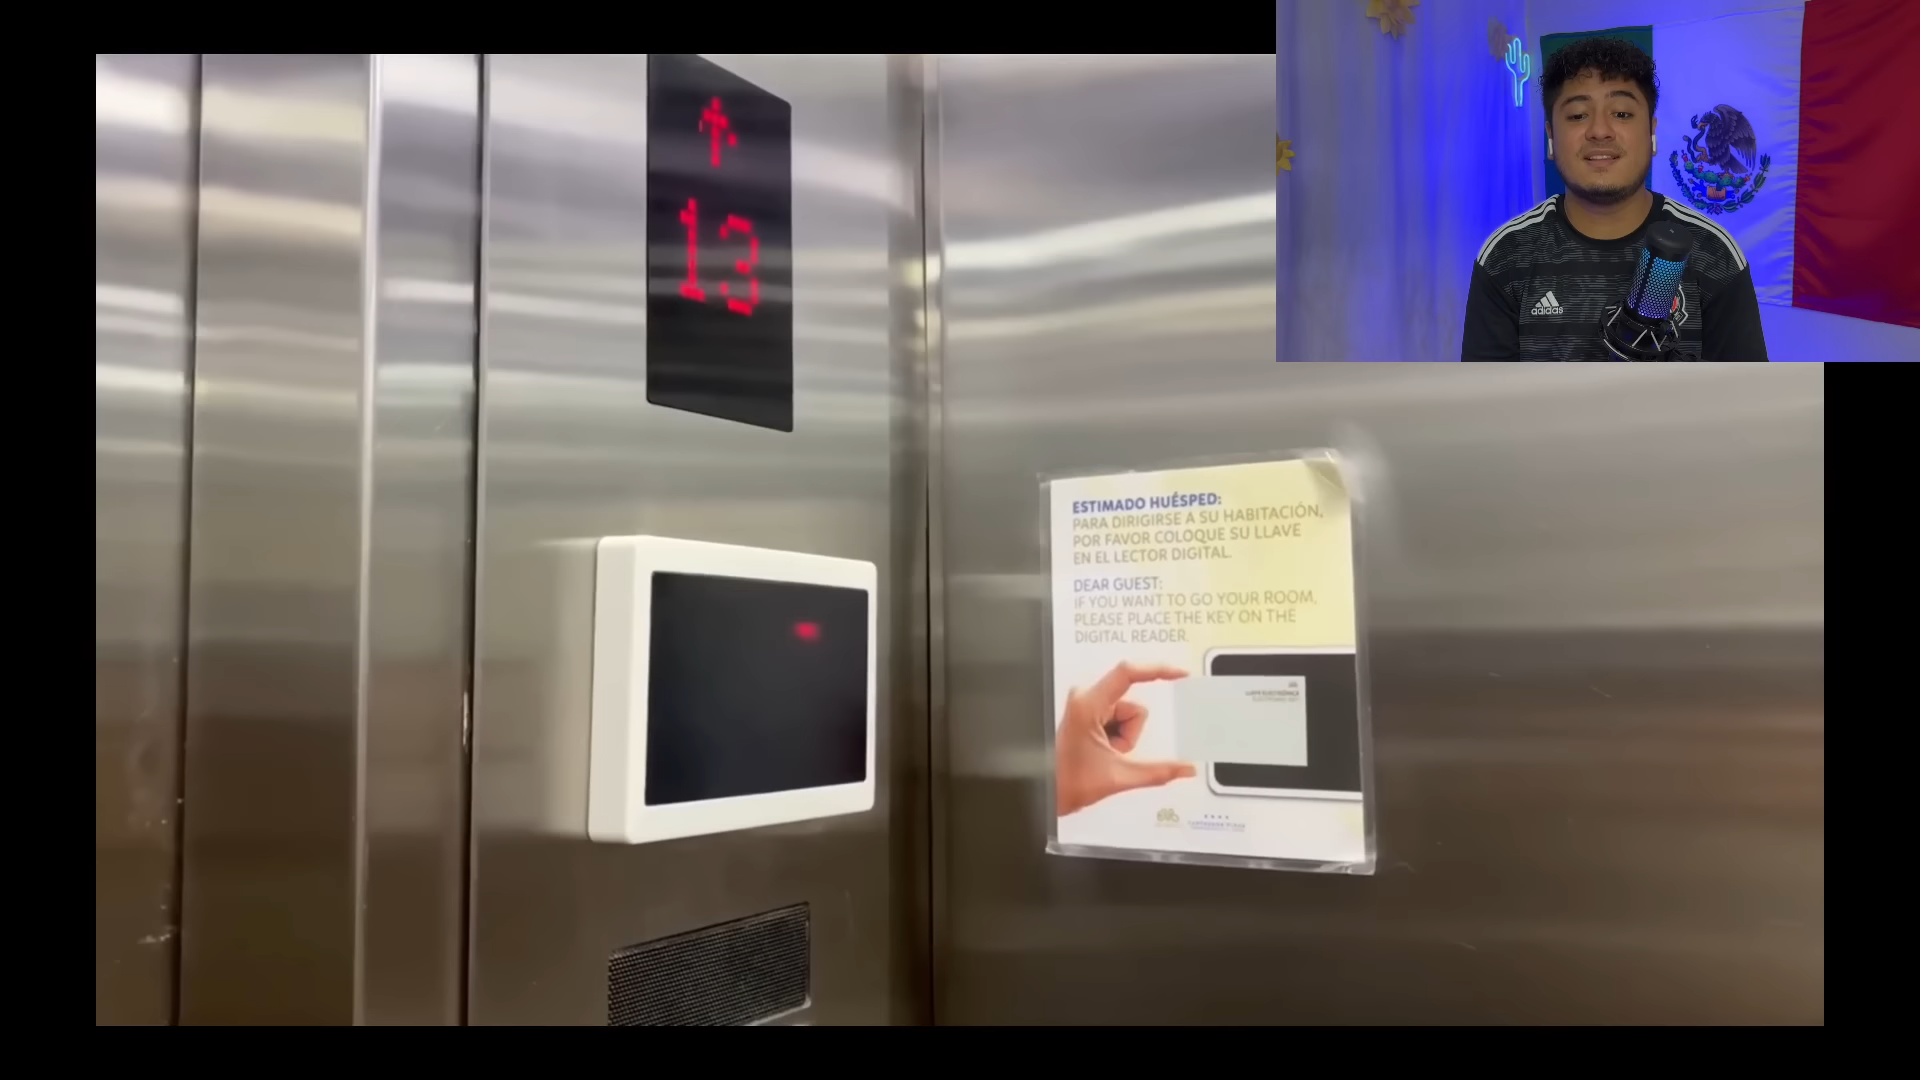 13
adidas
ESTIMADO HUÉSPED:
PARA DIRIGIRSE A SU HABITACIÓN,
POR FAVOR COLOQUE SU LLAVE
EN EL LECTOR DIGITAL.
DEAR GUEST:
IF YOU WANT TO GO YOUR ROOM,
PLEASE PLACE THE KEY ON THE
DIGITAL READER.